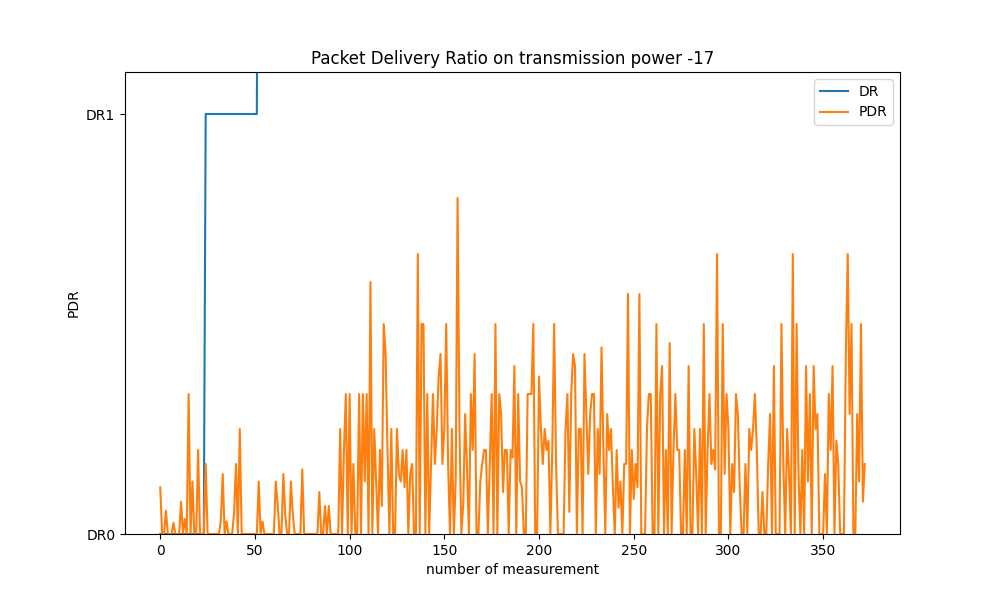 Packet Delivery Ratio on transmission power -17
DR
PDR
DR1
PDR
DR0
0 50 100 150 200 250 300 350
number of measurement